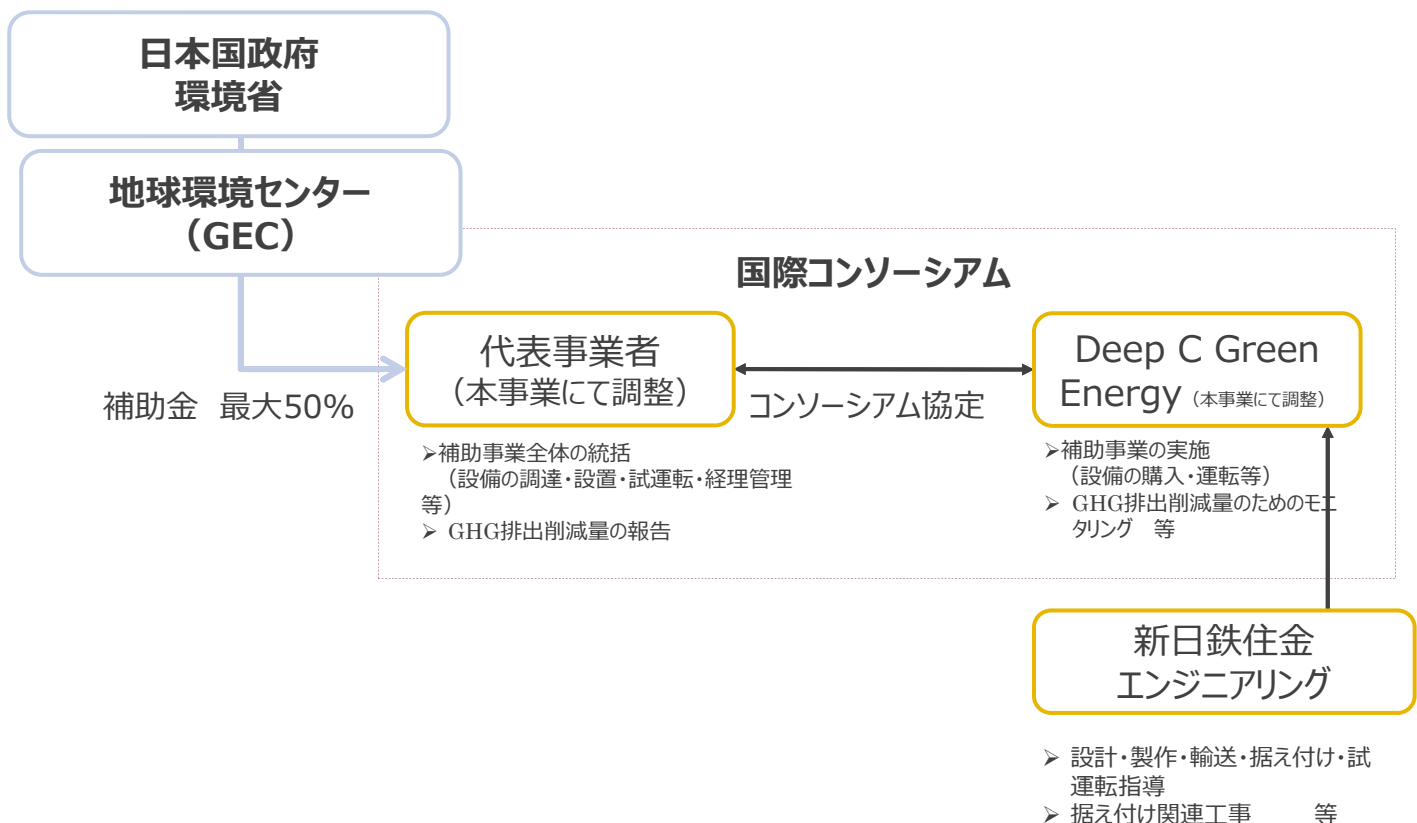 日本国政府
環境省
地球環境センター
（GEC）
国際コンソーシアム
代表事業者
（本事業にて調整）
Deep C Green
Energy（本事業にて調整）
補助金　最大50%
コンソーシアム協定
➢補助事業全体の統括
（設備の調達・設置・試運転・経理管理
等）
➢ GHG排出削減量の報告
➢補助事業の実施
（設備の購入・運転等）
➢ GHG排出削減量のためのモニ
タリング　等
新日鉄住金
エンジニアリング
➢ 設計・製作・輸送・据え付け・試
運転指導
➢ 据え付け関連工事　　等